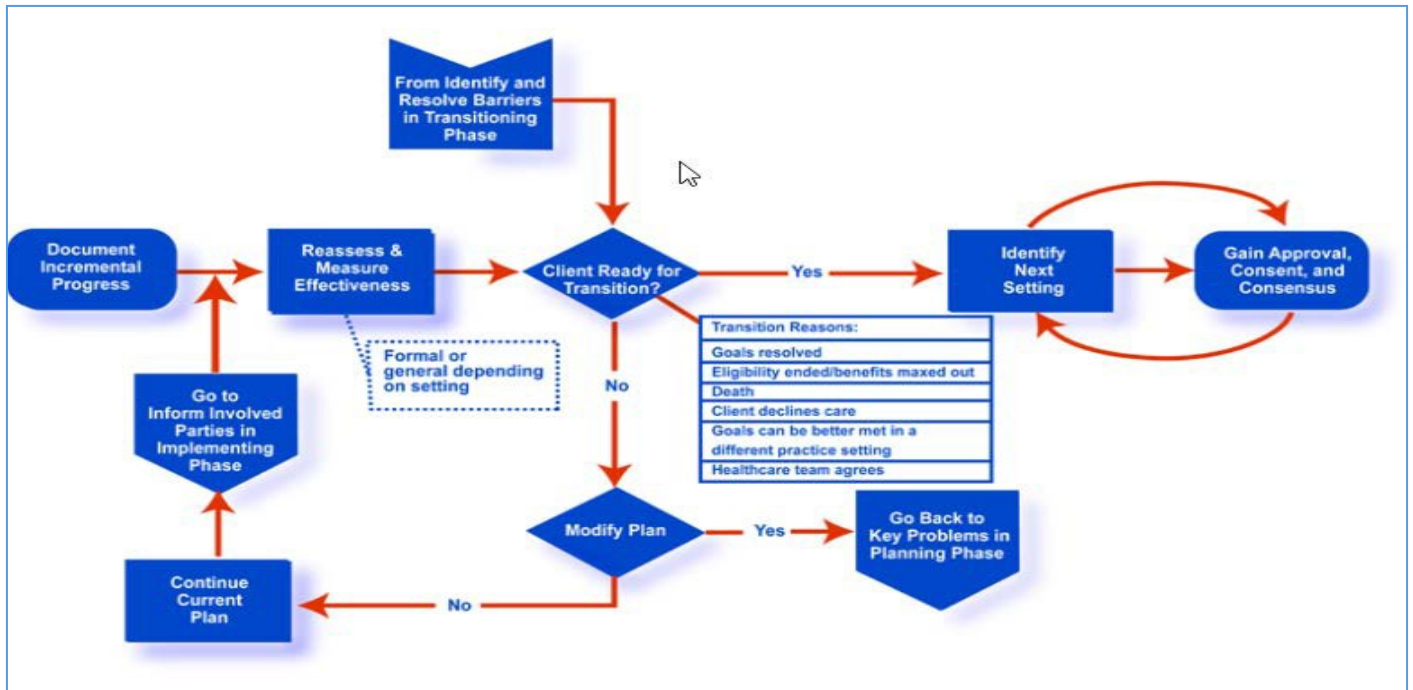 From Identify and
Resolve Barriers
in Transitioning
Phase
Document
Incremental
Progress
Reassess &
Measure
Effectiveness
Client Ready for
Transition?
Yes
Identify
Next
Setting
Gain Approval,
Consent, and
Consensus
Transition Reasons:
Goals resolved
Eligibility ended/benefits maxed out
Death
Client declines care
Goals can be better met in a
different practice setting
Healthcare team agrees
Formal or
general depending
on setting
No
Go to
Inform Involved
Parties in
Implementing
Phase
Modify Plan
Yes
Go Back to
Key Problems in
Planning Phase
No
Continue
Current
Plan